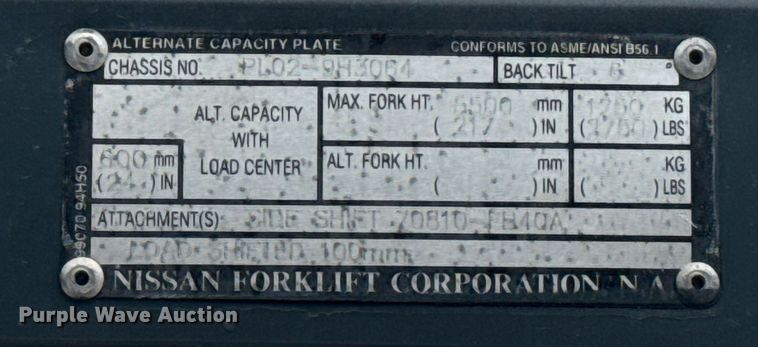 ALTERNATE CAPACITY PLATE CONFORMS TO ASME/ANSI B56.1
CHASSIS NO. PL02-9H3064 BACK TILT 6°
ALT. CAPACITY WITH LOAD CENTER
600 mm
(24) IN
MAX. FORK HT. 5500 mm 1250 KG
(217) IN (2750) LBS
ALT. FORK HT. mm KG
( ) IN ( ) LBS
ATTACHMENT(S) SIDE SHIFT
LOAD SHIFTED 100mm
NISSAN FORKLIFT CORPORATION N.A.
99070 94H50
Purple Wave Auction